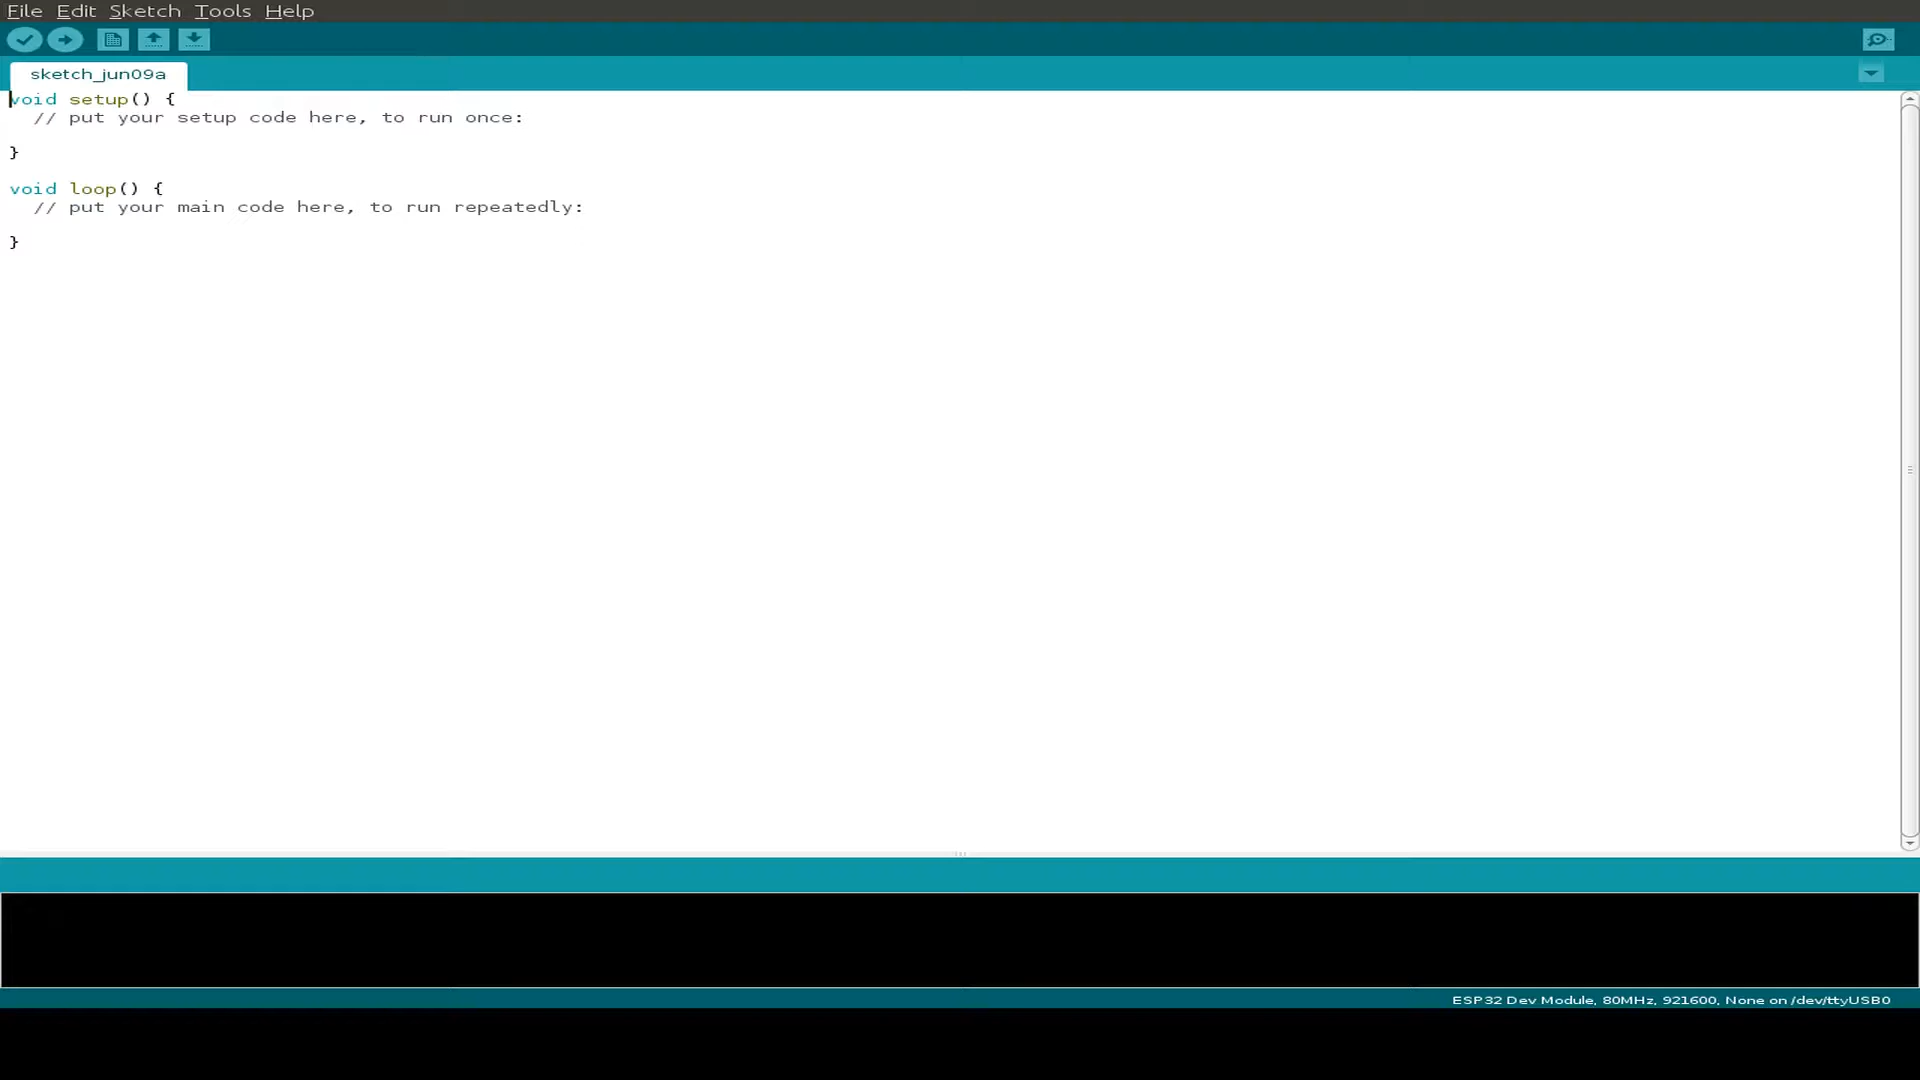 File Edit Sketch Tools Help
sketch_jun09a
void setup() {
  // put your setup code here, to run once:
}
void loop() {
  // put your main code here, to run repeatedly:
}
ESP32 Dev Module, 80MHz, 921600, None on /dev/ttyUSB0